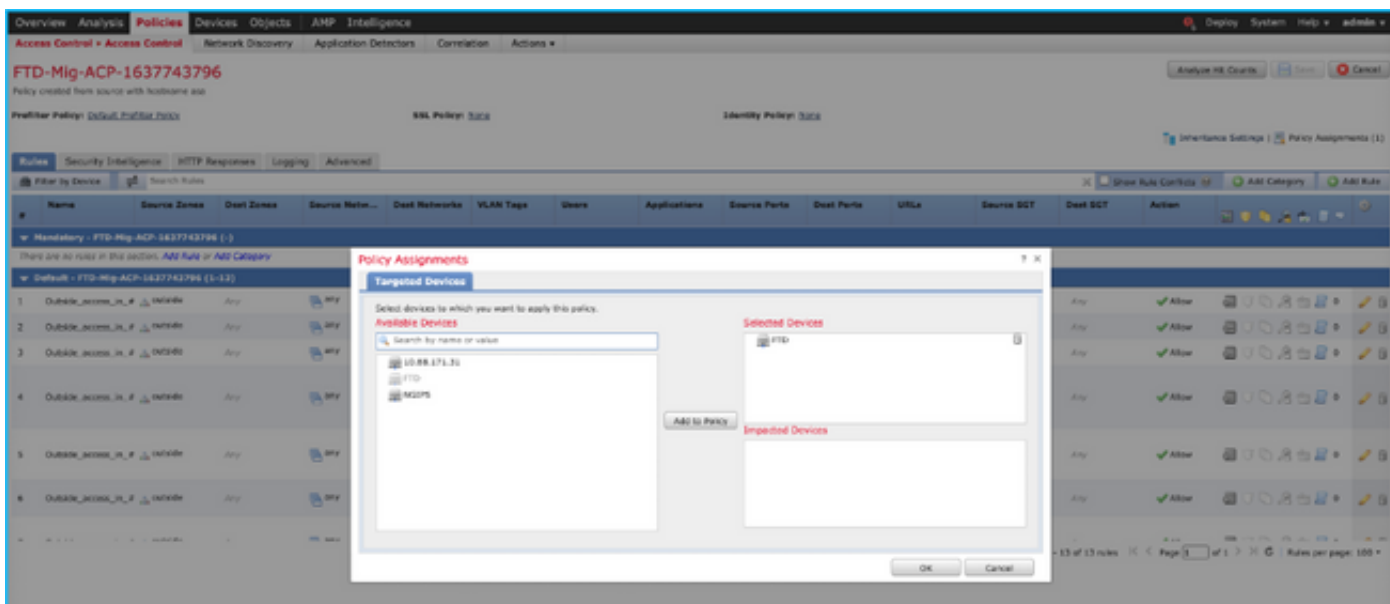 Overview Analysis Policies Devices Objects AMP Intelligence Deploy System Help admin
Access Control ▸ Access Control Network Discovery Application Detectors Correlation Actions
FTD-Mig-ACP-1637743796
Analyze Hit Counts Save Cancel
Policy created from source with hostname asa
Prefilter Policy: Default Prefilter Policy SSL Policy: None Identity Policy: None
Inheritance Settings | Policy Assignments (1)
Rules Security Intelligence HTTP Responses Logging Advanced
Filter by Device Search Rules Show Rule Conflicts Add Category Add Rule
# Name Source Zones Dest Zones Source Netw... Dest Networks VLAN Tags Users Applications Source Ports Dest Ports URLs Source SGT Dest SGT Action
Mandatory - FTD-Mig-ACP-1637743796 (-)
There are no rules in this section. Add Rule or Add Category
Default - FTD-Mig-ACP-1637743796 (1-13)
1 Outside_access_in_# outside Any any Any Allow 0
2 Outside_access_in_# outside Any any Any Allow 0
3 Outside_access_in_# outside Any any Any Allow 0
4 Outside_access_in_# outside Any any Any Allow 0
5 Outside_access_in_# outside Any any Any Allow 0
6 Outside_access_in_# outside Any any Any Allow 0
Policy Assignments ? X
Targeted Devices
Select devices to which you want to apply this policy.
Available Devices
Search by name or value
10.88.171.31
FTD
NGIPS
Add to Policy
Selected Devices
FTD
Impacted Devices
OK Cancel
- 13 of 13 rules Page 1 of 1 Rules per page: 100